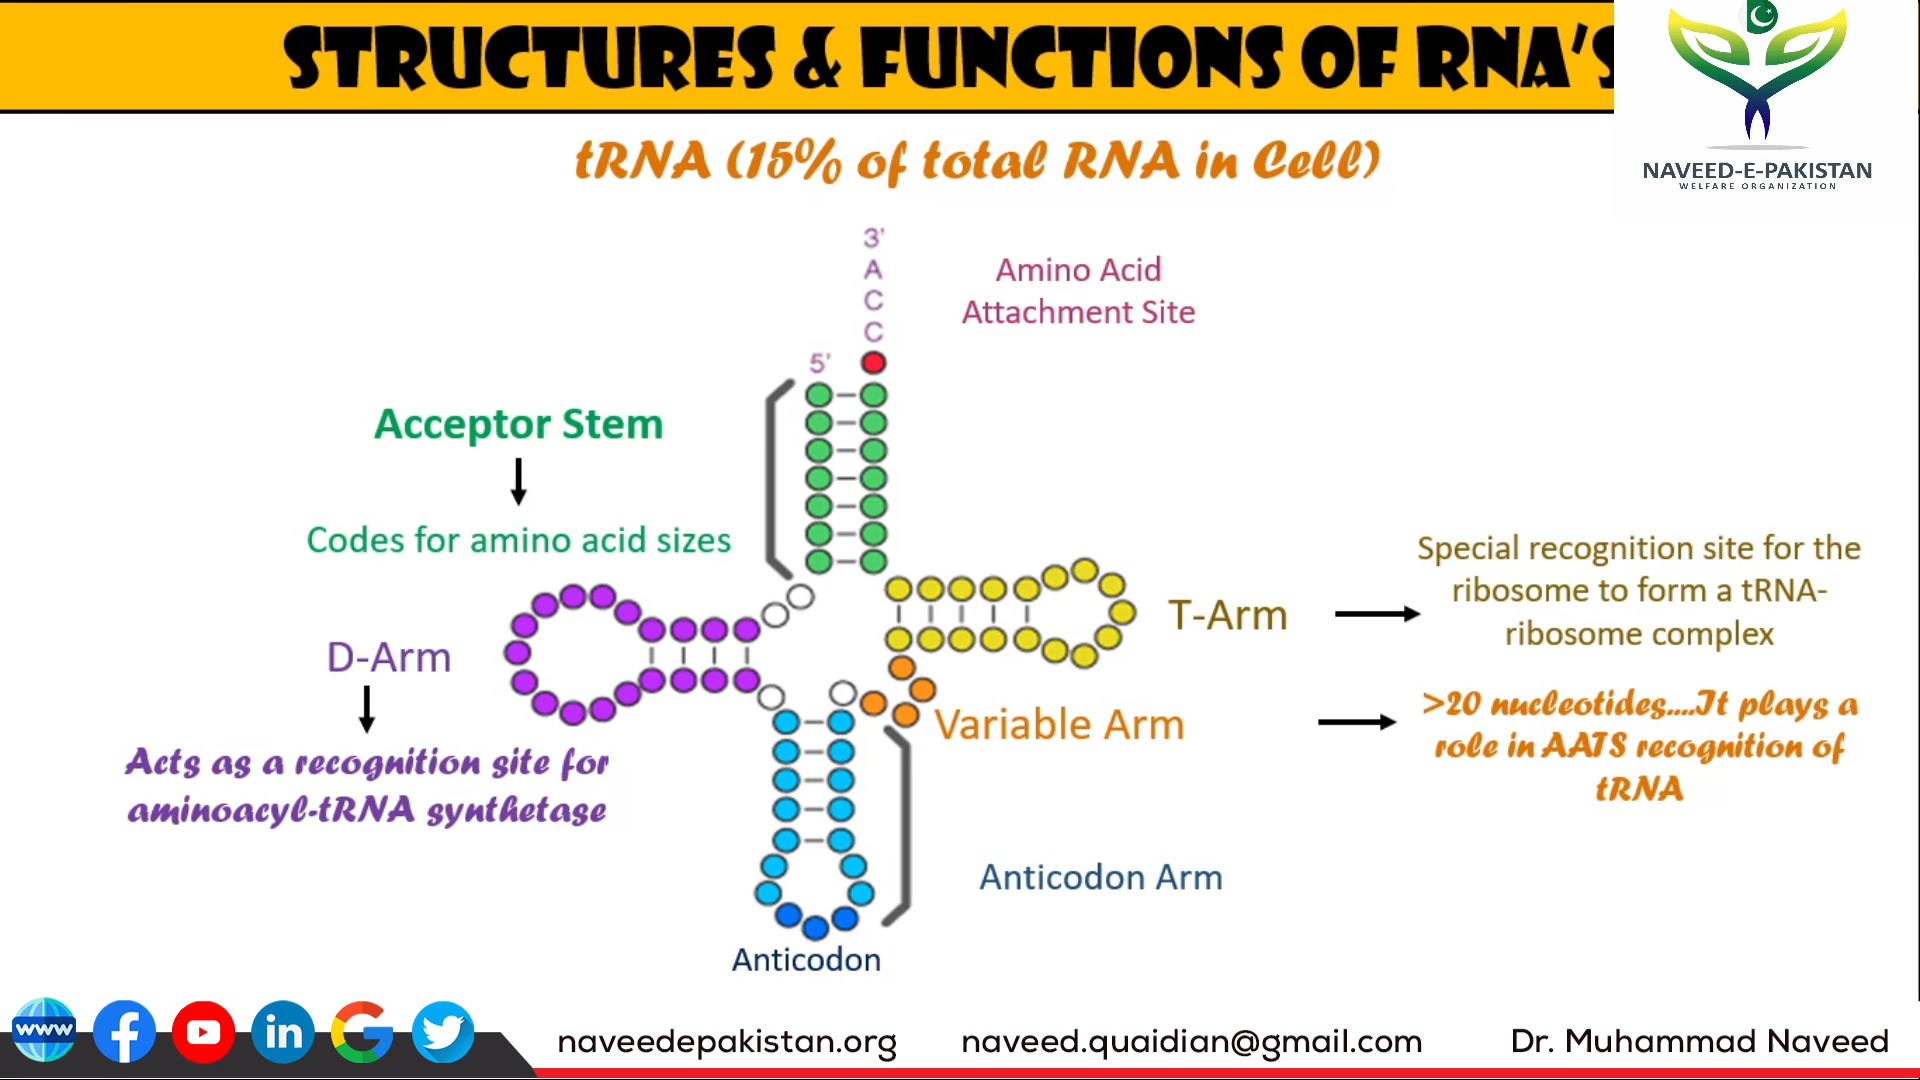 STRUCTURES & FUNCTIONS OF RNA'S
NAVEED-E-PAKISTAN
WELFARE ORGANIZATION
tRNA (15% of total RNA in Cell)
3'
A
C
C
5'
Amino Acid
Attachment Site
Acceptor Stem
Codes for amino acid sizes
D-Arm
Acts as a recognition site for
aminoacyl-tRNA synthetase
T-Arm
Special recognition site for the
ribosome to form a tRNA-
ribosome complex
Variable Arm
>20 nucleotides....It plays a
role in AATS recognition of
tRNA
Anticodon Arm
Anticodon
www
in
naveedepakistan.org
naveed.quaidian@gmail.com
Dr. Muhammad Naveed